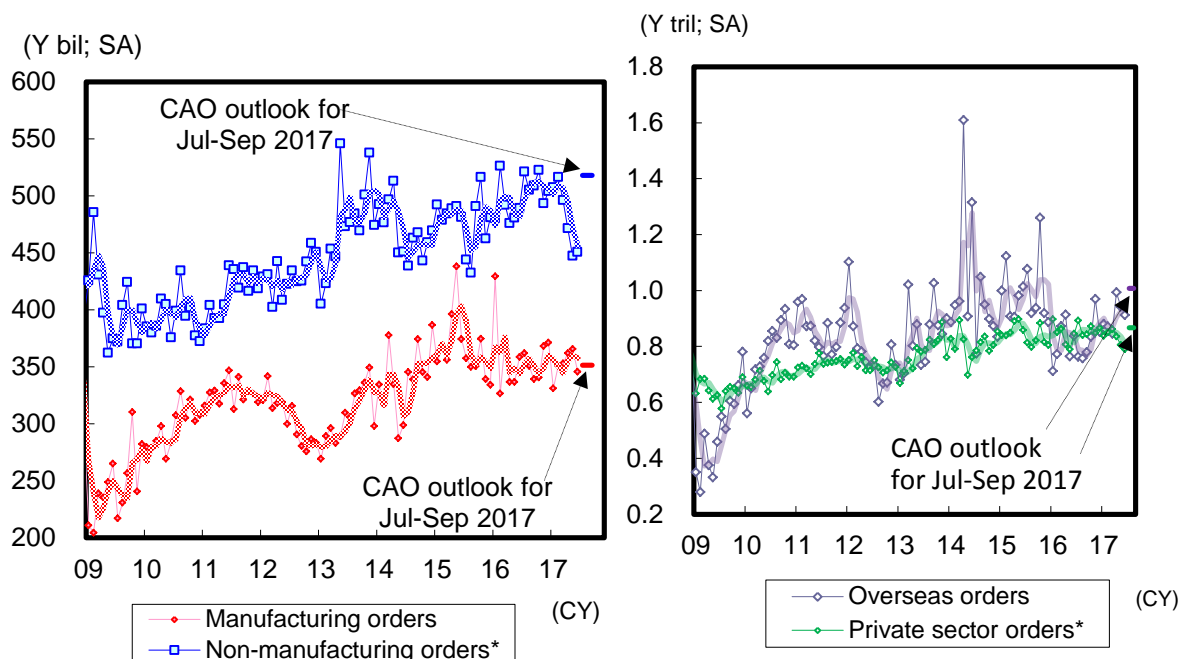 (Y bil; SA)
600
550
500
450
400
350
300
250
200
CAO outlook for
Jul-Sep 2017
CAO outlook for
Jul-Sep 2017
09 10 11 12 13 14 15 16 17
(CY)
Manufacturing orders
Non-manufacturing orders*
(Y tril; SA)
1.8
1.6
1.4
1.2
1.0
0.8
0.6
0.4
0.2
CAO outlook
for Jul-Sep 2017
09 10 11 12 13 14 15 16 17
(CY)
Overseas orders
Private sector orders*